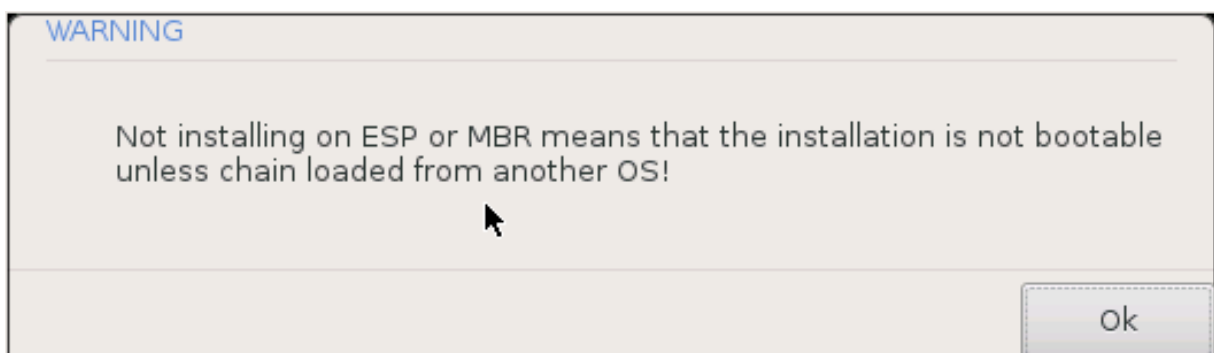 WARNING
Not installing on ESP or MBR means that the installation is not bootable
unless chain loaded from another OS!
Ok